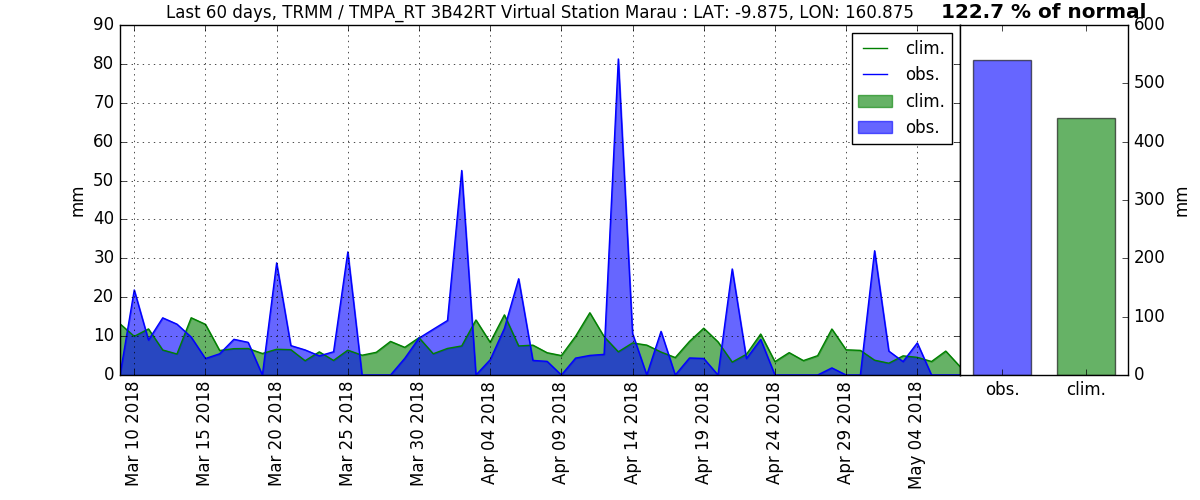 Last 60 days, TRMM / TMPA_RT 3B42RT Virtual Station Marau : LAT: -9.875, LON: 160.875
122.7 % of normal
90
80
70
60
50
40
30
20
10
0
mm
clim.
obs.
clim.
obs.
600
500
400
300
200
100
0
mm
Mar 10 2018
Mar 15 2018
Mar 20 2018
Mar 25 2018
Mar 30 2018
Apr 04 2018
Apr 09 2018
Apr 14 2018
Apr 19 2018
Apr 24 2018
Apr 29 2018
May 04 2018
obs.
clim.